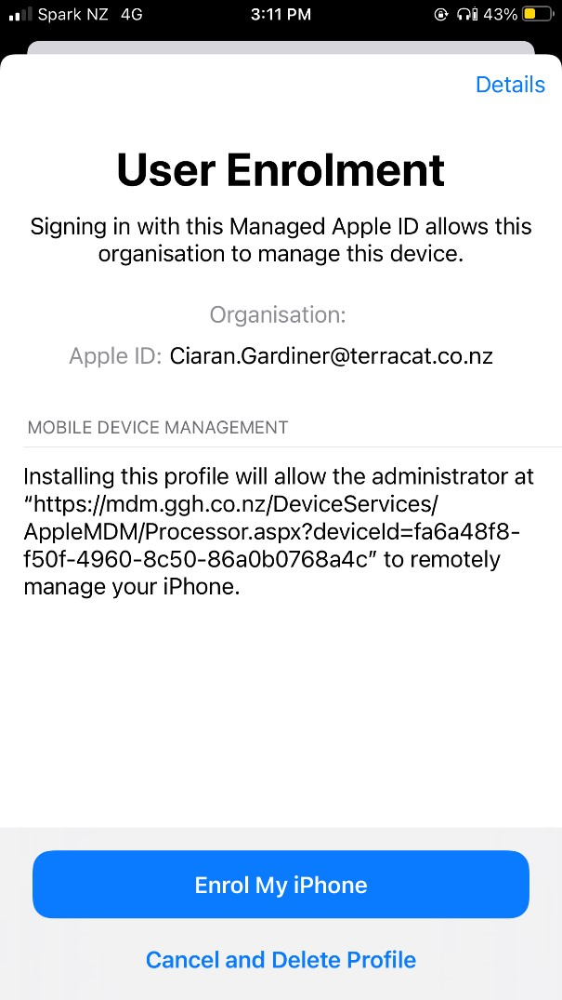 Spark NZ 4G 3:11 PM 43%
Details
User Enrolment
Signing in with this Managed Apple ID allows this
organisation to manage this device.
Organisation:
Apple ID: Ciaran.Gardiner@terracat.co.nz
MOBILE DEVICE MANAGEMENT
Installing this profile will allow the administrator at
“https://mdm.ggh.co.nz/DeviceServices/
AppleMDM/Processor.aspx?deviceId=fa6a48f8-
f50f-4960-8c50-86a0b0768a4c” to remotely
manage your iPhone.
Enrol My iPhone
Cancel and Delete Profile